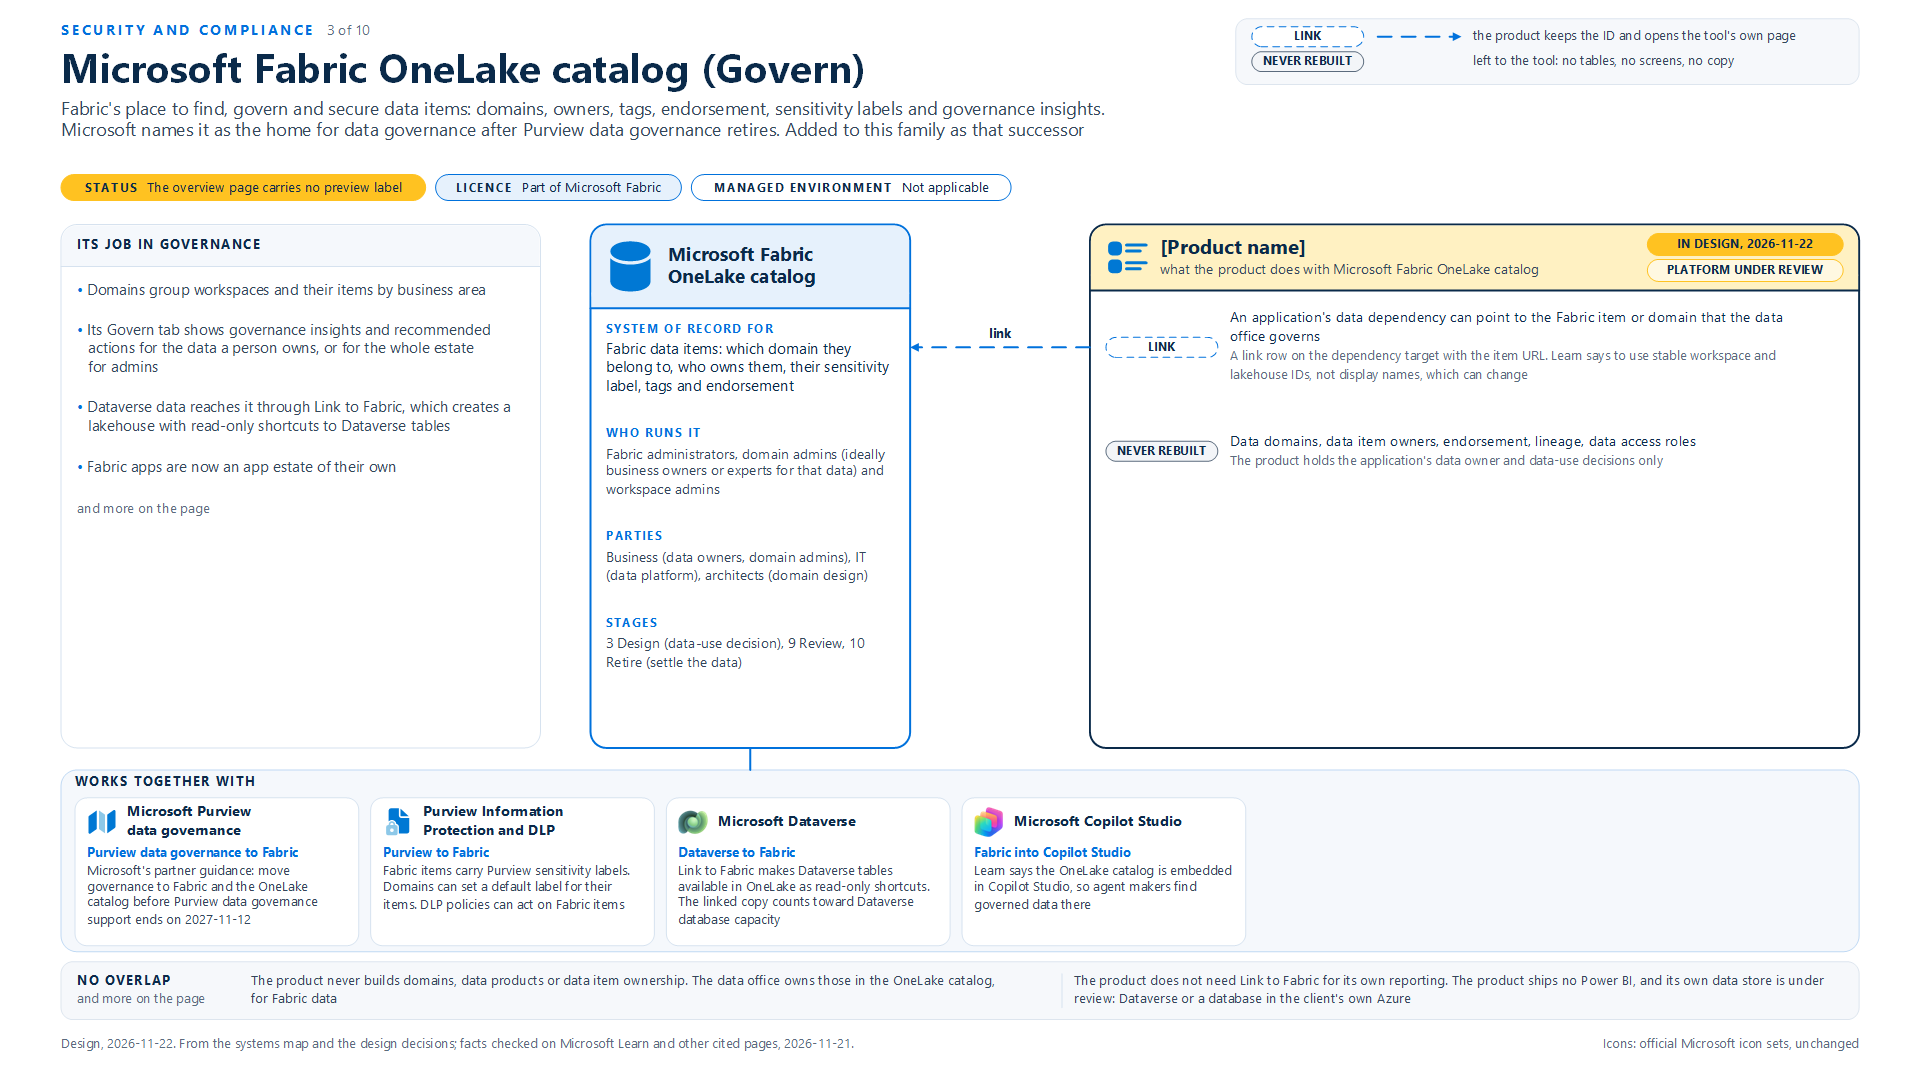 SECURITY AND COMPLIANCE 3 of 10
Microsoft Fabric OneLake catalog (Govern)
Fabric's place to find, govern and secure data items: domains, owners, tags, endorsement, sensitivity labels and governance insights.
Microsoft names it as the home for data governance after Purview data governance retires. Added to this family as that successor
LINK the product keeps the ID and opens the tool's own page
NEVER REBUILT left to the tool: no tables, no screens, no copy
STATUS The overview page carries no preview label
LICENCE Part of Microsoft Fabric
MANAGED ENVIRONMENT Not applicable
ITS JOB IN GOVERNANCE
• Domains group workspaces and their items by business area
• Its Govern tab shows governance insights and recommended
actions for the data a person owns, or for the whole estate
for admins
• Dataverse data reaches it through Link to Fabric, which creates a
lakehouse with read-only shortcuts to Dataverse tables
• Fabric apps are now an app estate of their own
and more on the page
Microsoft Fabric
OneLake catalog
SYSTEM OF RECORD FOR
Fabric data items: which domain they
belong to, who owns them, their sensitivity
label, tags and endorsement
WHO RUNS IT
Fabric administrators, domain admins (ideally
business owners or experts for that data) and
workspace admins
PARTIES
Business (data owners, domain admins), IT
(data platform), architects (domain design)
STAGES
3 Design (data-use decision), 9 Review, 10
Retire (settle the data)
link
[Product name]
what the product does with Microsoft Fabric OneLake catalog
IN DESIGN, 2026-11-22
PLATFORM UNDER REVIEW
LINK
An application's data dependency can point to the Fabric item or domain that the data
office governs
A link row on the dependency target with the item URL. Learn says to use stable workspace and
lakehouse IDs, not display names, which can change
NEVER REBUILT
Data domains, data item owners, endorsement, lineage, data access roles
The product holds the application's data owner and data-use decisions only
WORKS TOGETHER WITH
Microsoft Purview
data governance
Purview data governance to Fabric
Microsoft's partner guidance: move
governance to Fabric and the OneLake
catalog before Purview data governance
support ends on 2027-11-12
Purview Information
Protection and DLP
Purview to Fabric
Fabric items carry Purview sensitivity labels.
Domains can set a default label for their
items. DLP policies can act on Fabric items
Microsoft Dataverse
Dataverse to Fabric
Link to Fabric makes Dataverse tables
available in OneLake as read-only shortcuts.
The linked copy counts toward Dataverse
database capacity
Microsoft Copilot Studio
Fabric into Copilot Studio
Learn says the OneLake catalog is embedded
in Copilot Studio, so agent makers find
governed data there
NO OVERLAP
and more on the page
The product never builds domains, data products or data item ownership. The data office owns those in the OneLake catalog,
for Fabric data
The product does not need Link to Fabric for its own reporting. The product ships no Power BI, and its own data store is under
review: Dataverse or a database in the client's own Azure
Design, 2026-11-22. From the systems map and the design decisions; facts checked on Microsoft Learn and other cited pages, 2026-11-21.
Icons: official Microsoft icon sets, unchanged